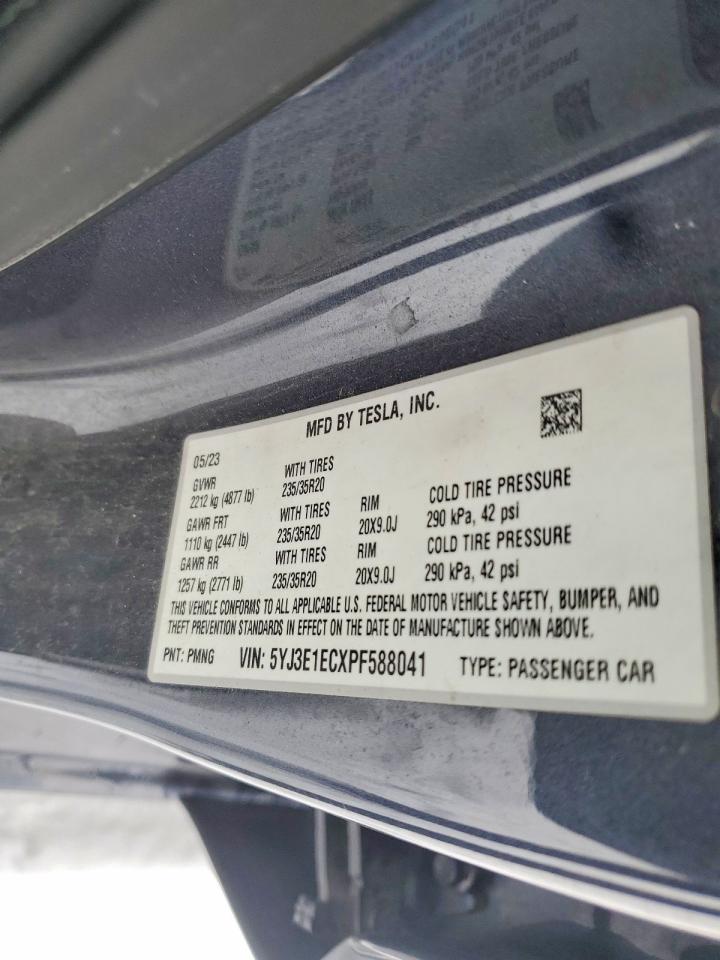 MFD BY TESLA, INC.
05/23
GVWR WITH TIRES
2212 kg (4877 lb) 235/35R20
GAWR FRT WITH TIRES RIM COLD TIRE PRESSURE
1110 kg (2447 lb) 235/35R20 20X9.0J 290 kPa, 42 psi
GAWR RR WITH TIRES RIM COLD TIRE PRESSURE
1257 kg (2771 lb) 235/35R20 20X9.0J 290 kPa, 42 psi
THIS VEHICLE CONFORMS TO ALL APPLICABLE U.S. FEDERAL MOTOR VEHICLE SAFETY, BUMPER, AND
THEFT PREVENTION STANDARDS IN EFFECT ON THE DATE OF MANUFACTURE SHOWN ABOVE.
PNT: PMNG VIN: 5YJ3E1ECXPF588041 TYPE: PASSENGER CAR